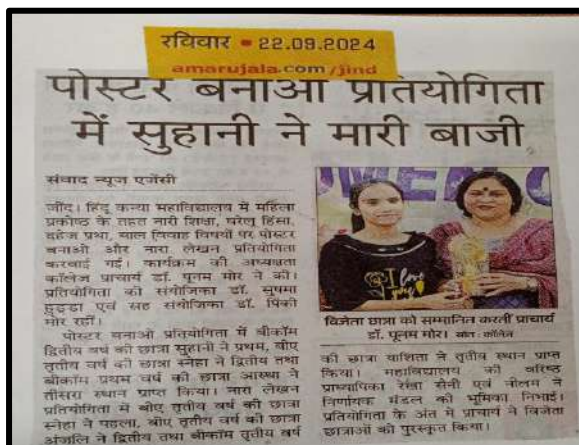 रविवार • 22.09.2024
amarujala.com/jind
पोस्टर बनाओ प्रतियोगिता
में सुहानी ने मारी बाजी
संवाद न्यूज एजेंसी
जींद। हिंदू कन्या महाविद्यालय में महिला
प्रकोष्ठ के तहत नारी शिक्षा, घरेलू हिंसा,
दहेज प्रथा, बाल विवाह विषयों पर पोस्टर
बनाओ और नारा लेखन प्रतियोगिता
करवाई गई। कार्यक्रम की अध्यक्षता
कॉलेज प्राचार्य डॉ. पूनम मोर ने की।
प्रतियोगिता की संयोजिका डॉ. सुषमा
हुड्डा एवं सह संयोजिका डॉ. पिंकी
मोर रहीं।
पोस्टर बनाओ प्रतियोगिता में बीकॉम
द्वितीय वर्ष की छात्रा सुहानी ने प्रथम, बीए
तृतीय वर्ष की छात्रा स्नेहा ने द्वितीय तथा
बीकॉम प्रथम वर्ष की छात्रा आस्था ने
तीसरा स्थान प्राप्त किया। नारा लेखन
प्रतियोगिता में बीए तृतीय वर्ष की छात्रा
स्नेहा ने पहला, बीए तृतीय वर्ष की छात्रा
अंजलि ने द्वितीय तथा बीकॉम तृतीय वर्ष
OMEN C
I love
you
विजेता छात्रा को सम्मानित करतीं प्राचार्य
डॉ. पूनम मोर। स्रोत : कॉलेज
की छात्रा याशिता ने तृतीय स्थान प्राप्त
किया। महाविद्यालय की वरिष्ठ
प्राध्यापिका रेखा सैनी एवं नीलम ने
निर्णायक मंडल की भूमिका निभाई।
प्रतियोगिता के अंत में प्राचार्य ने विजेता
छात्राओं को पुरस्कृत किया।